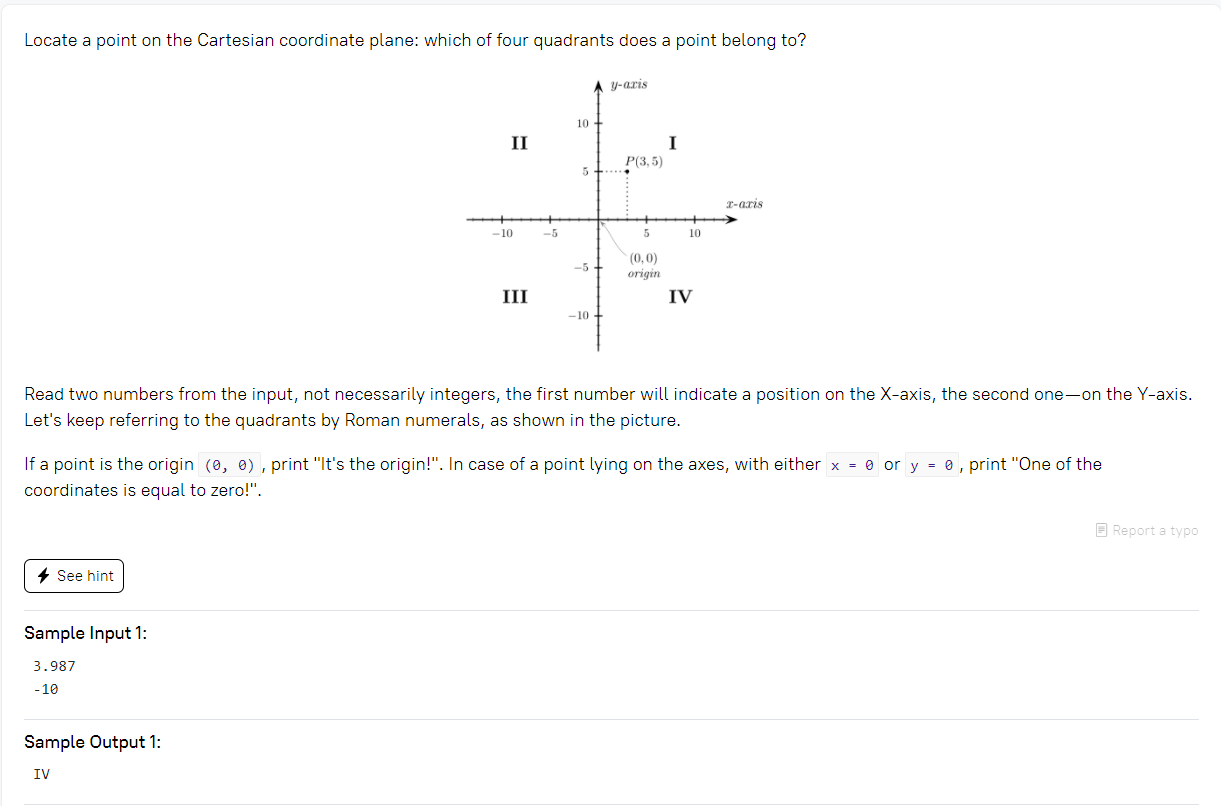 Locate a point on the Cartesian coordinate plane: which of four quadrants does a point belong to?
y-axis
10
II
I
P(3, 5)
5
x-axis
−10
−5
5
10
(0, 0)
−5
origin
III
IV
−10
Read two numbers from the input, not necessarily integers, the first number will indicate a position on the X-axis, the second one—on the Y-axis.
Let's keep referring to the quadrants by Roman numerals, as shown in the picture.
If a point is the origin (0, 0), print "It's the origin!". In case of a point lying on the axes, with either x = 0 or y = 0, print "One of the
coordinates is equal to zero!".
Report a typo
See hint
Sample Input 1:
3.987
-10
Sample Output 1:
IV